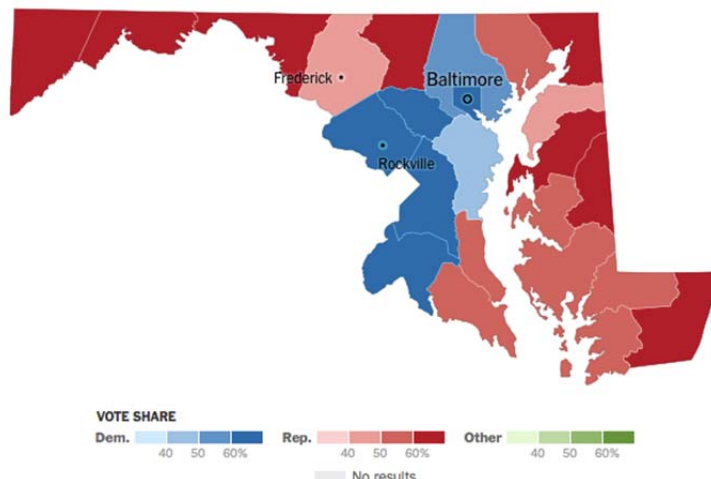 Frederick
Baltimore
Rockville
VOTE SHARE
Dem. Rep. Other
40 50 60% 40 50 60% 40 50 60%
No results